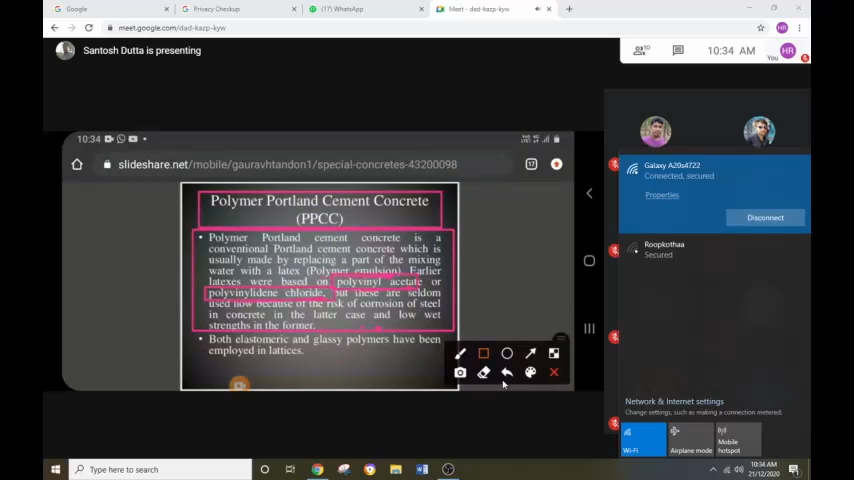 Google
Privacy Checkup
(17) WhatsApp
Meet - dad-kazp-kyw
meet.google.com/dad-kazp-kyw
HR
Santosh Dutta is presenting
10:34 AM
You
HR
10:34
slideshare.net/mobile/gauravhtandon1/special-concretes-43200098
17
Polymer Portland Cement Concrete
(PPCC)
• Polymer Portland cement concrete is a
conventional Portland cement concrete which is
usually made by replacing a part of the mixing
water with a latex (Polymer emulsion). Earlier
latexes were based on polyvinyl acetate or
polyvinylidene chloride, but these are seldom
used now because of the risk of corrosion of steel
in concrete in the latter case and low wet
strengths in the former.
• Both elastomeric and glassy polymers have been
employed in lattices.
Galaxy A20s4722
Connected, secured
Properties
Disconnect
Roopkothaa
Secured
Network & Internet settings
Change settings, such as making a connection metered.
Wi-Fi
Airplane mode
Mobile
hotspot
Type here to search
10:34 AM
21/12/2020